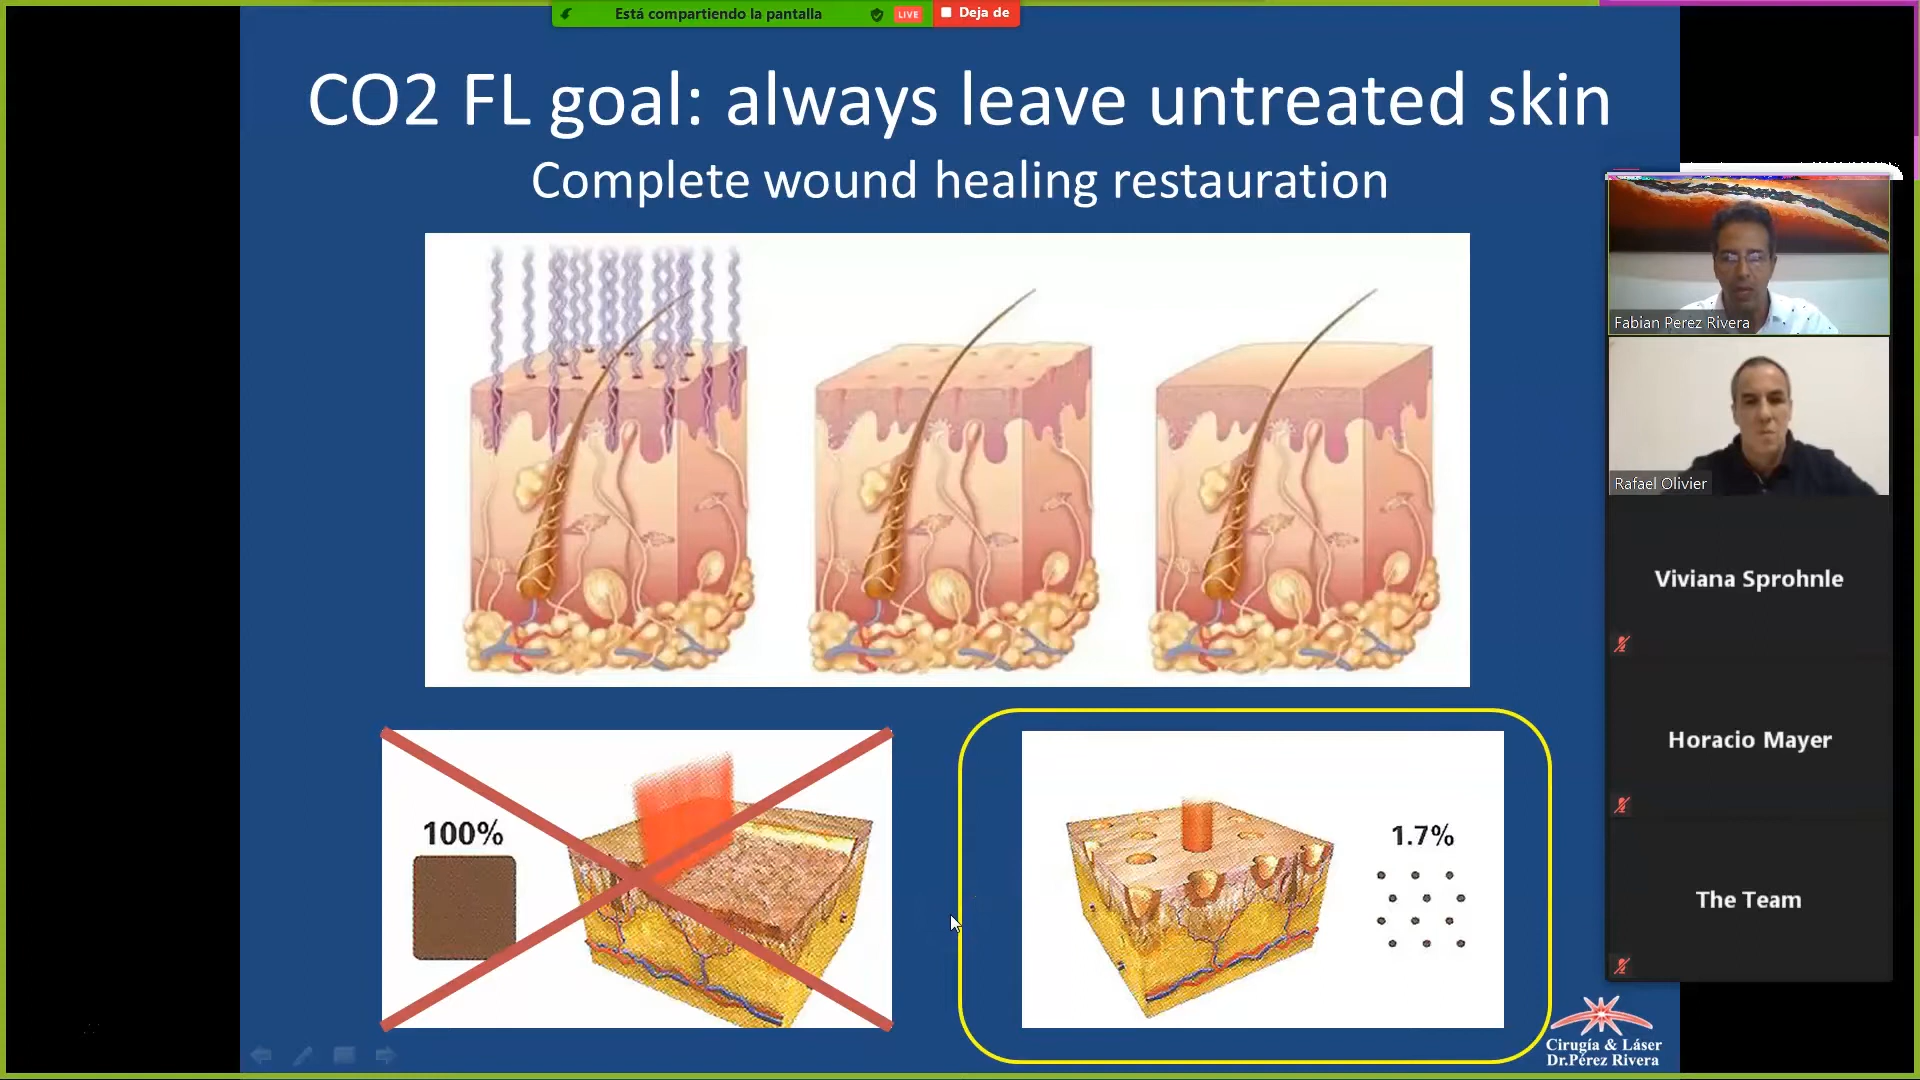 Está compartiendo la pantalla
LIVE
Deja de
CO2 FL goal: always leave untreated skin
Complete wound healing restauration
100%
1.7%
Fabian Perez Rivera
Rafael Olivier
Viviana Sprohnle
Horacio Mayer
The Team
Cirugía & Láser
Dr.Pérez Rivera